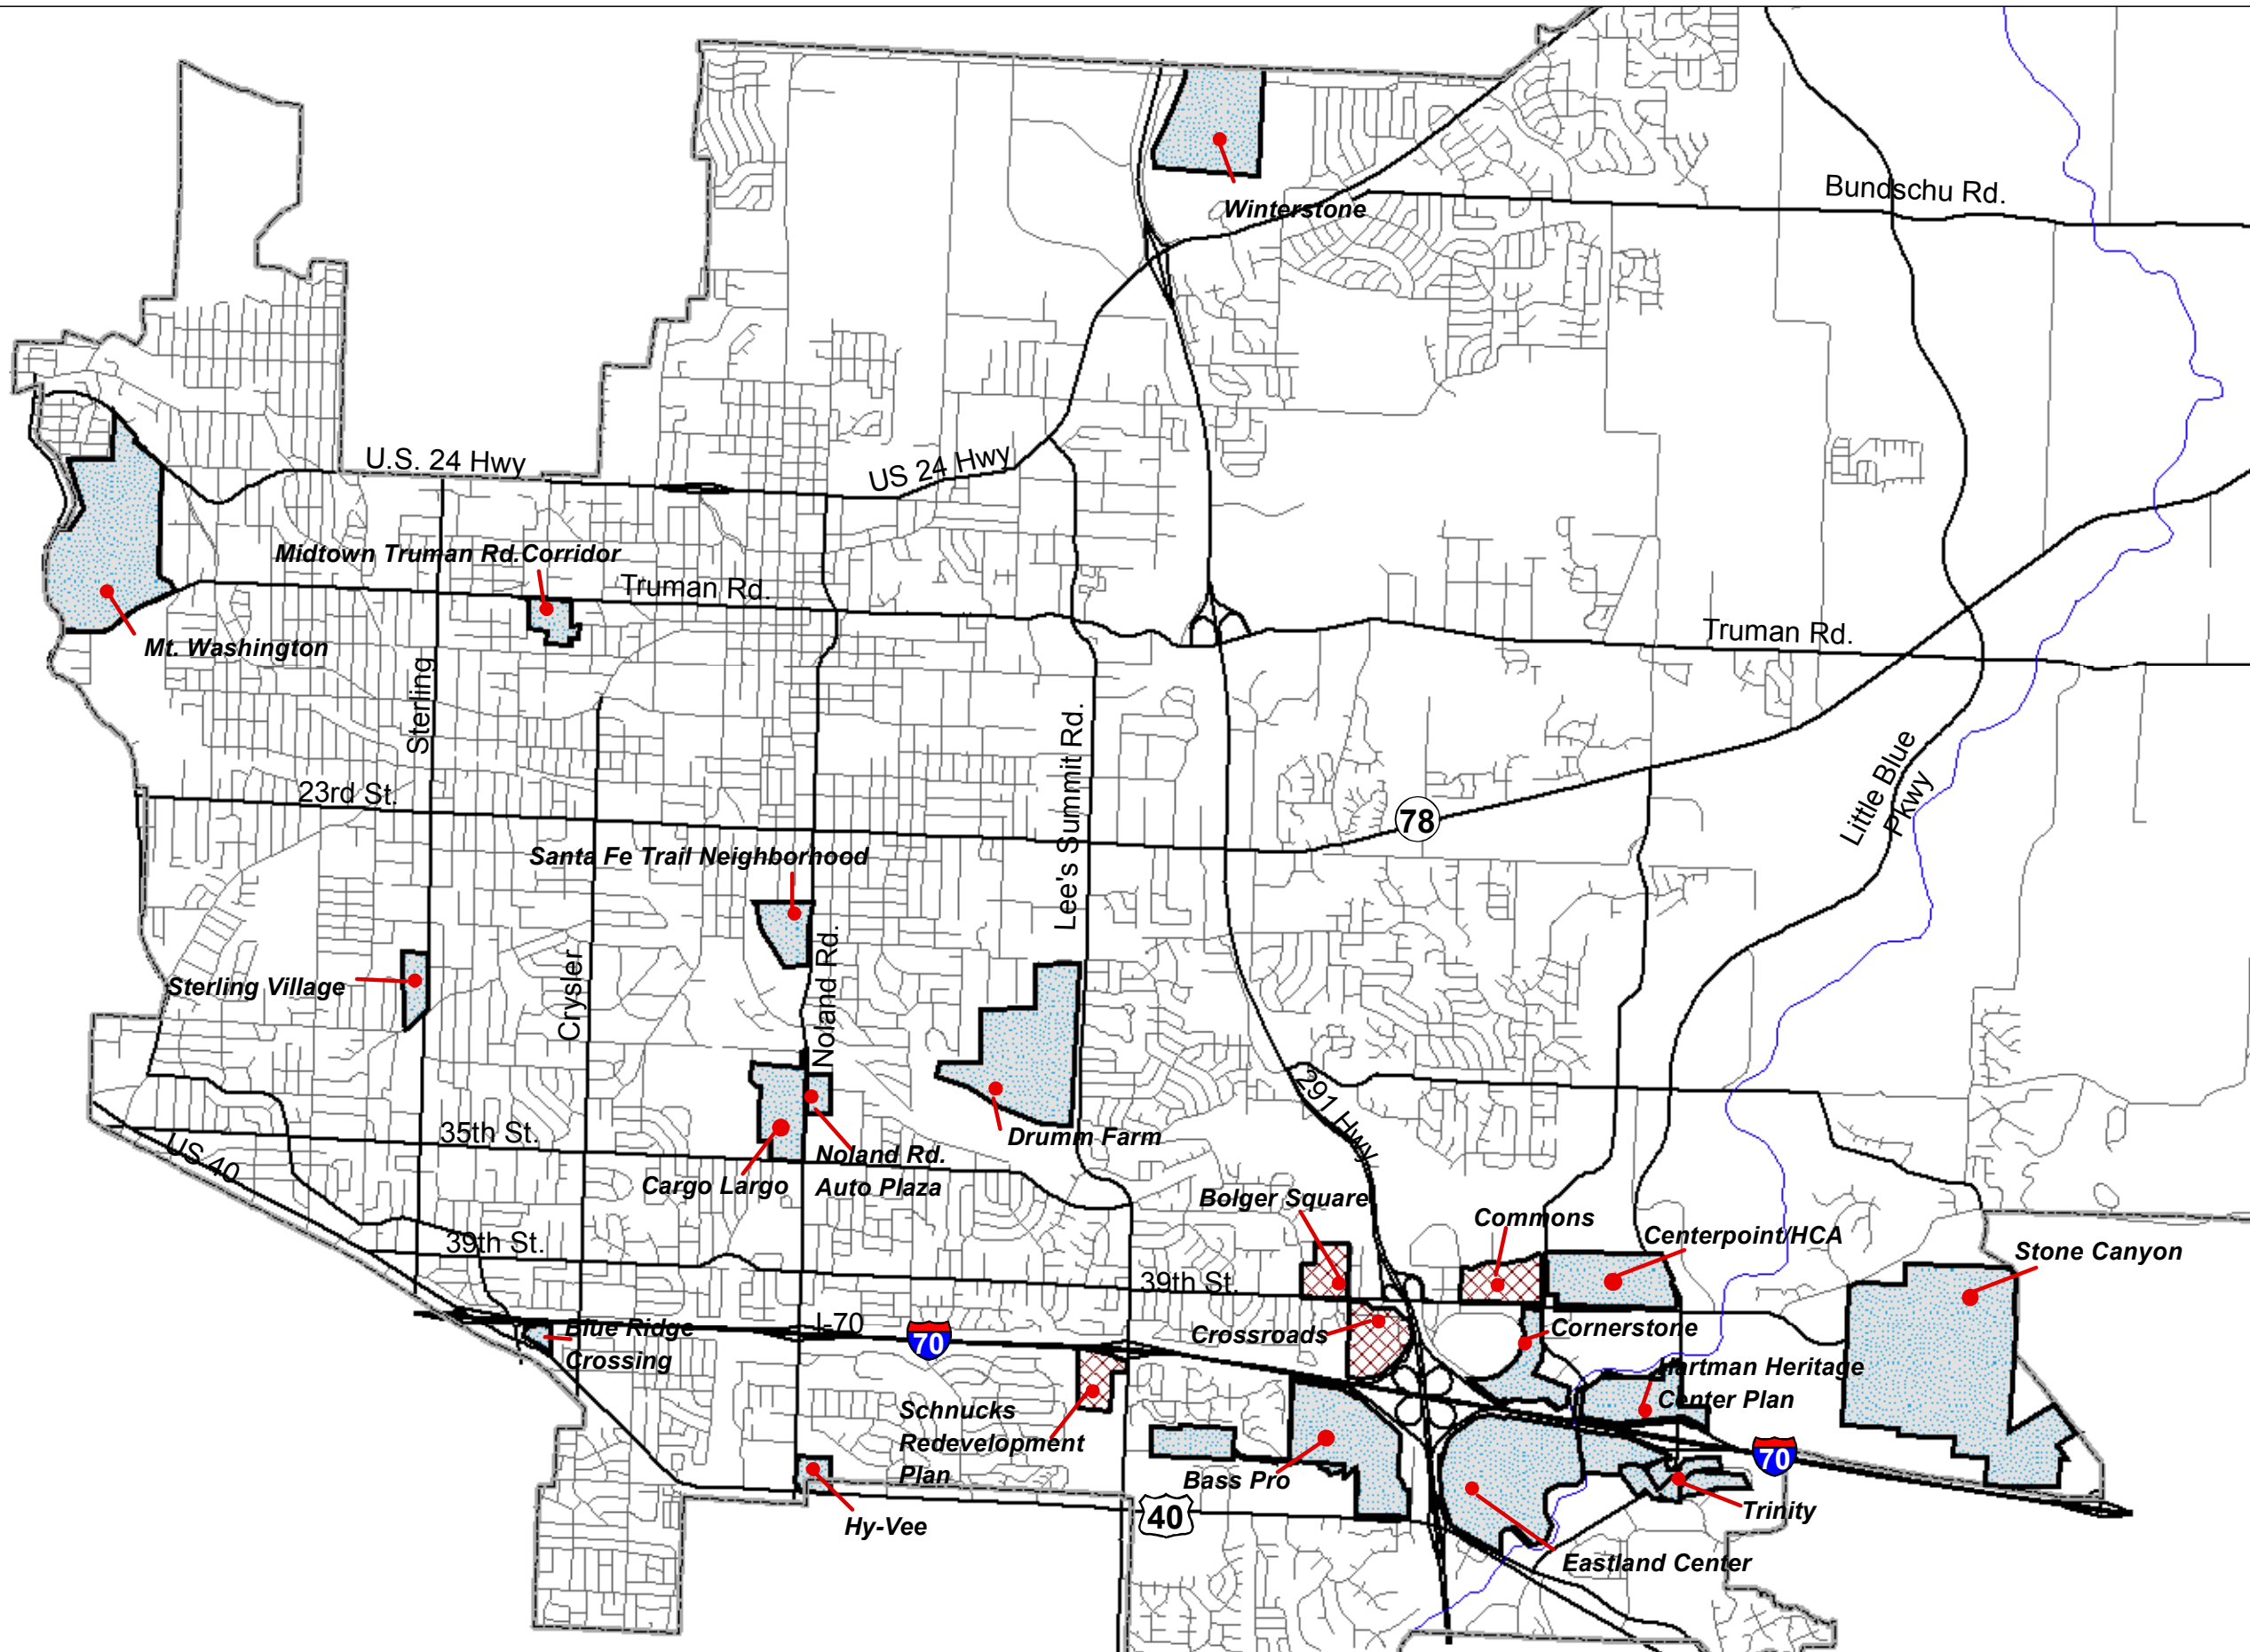 Winterstone
Bundschu Rd.
U.S. 24 Hwy
US 24 Hwy
Midtown Truman Rd.Corridor
Truman Rd.
Truman Rd.
Mt. Washington
Sterling
Lee's Summit Rd.
Little Blue
Pkwy
23rd St.
78
Santa Fe Trail Neighborhood
Sterling Village
Crysler
Noland Rd.
291 Hwy
35th St.
US 40
Drumm Farm
Noland Rd.
Auto Plaza
Cargo Largo
Bolger Square
Commons
Centerpoint/HCA
Stone Canyon
39th St.
39th St.
I-70
70
Blue Ridge
Crossing
Crossroads
Cornerstone
Hartman Heritage
Center Plan
Schnucks
Redevelopment
Plan
70
Bass Pro
Trinity
40
Hy-Vee
Eastland Center